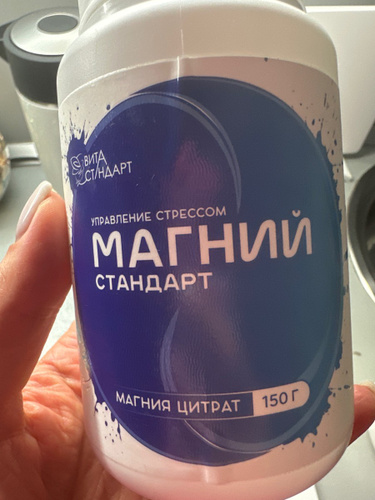 ВИТА
СТАНДАРТ
УПРАВЛЕНИЕ СТРЕССОМ
МАГНИЙ
СТАНДАРТ
МАГНИЯ ЦИТРАТ 150 Г